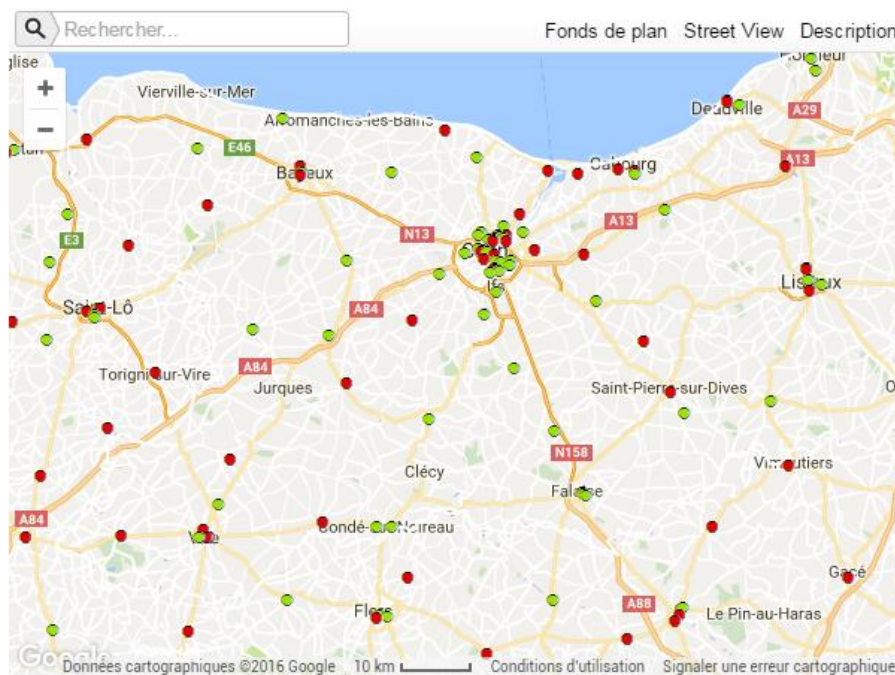 Rechercher...
Fonds de plan Street View Description
Vierville-sur-Mer
Arromanches-les-Bains
Deauville
A29
E46
A13
Bayeux
Cabourg
N13
A13
E3
Ifs
Lisieux
Saint-Lô
A84
Torigni-sur-Vire
A84
Jurques
Saint-Pierre-sur-Dives
N158
Clécy
Vimoutiers
Falaise
A84
Condé-sur-Noireau
Vire
Gacé
Flers
A88
Le Pin-au-Haras
Google
Données cartographiques ©2016 Google 10 km Conditions d'utilisation Signaler une erreur cartographique